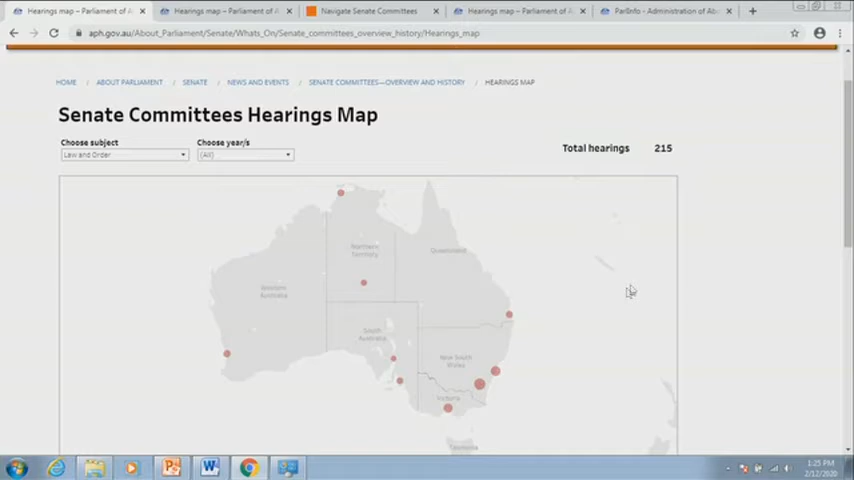 Hearings map – Parliament of A
Hearings map – Parliament of A
Navigate Senate Committees
Hearings map – Parliament of A
ParlInfo - Administration of Abo
aph.gov.au/About_Parliament/Senate/Whats_On/Senate_committees_overview_history/Hearings_map
HOME / ABOUT PARLIAMENT / SENATE / NEWS AND EVENTS / SENATE COMMITTEES—OVERVIEW AND HISTORY / HEARINGS MAP
Senate Committees Hearings Map
Choose subject
Choose year/s
Law and Order
(All)
Total hearings 215
Northern
Territory
Queensland
Western
Australia
South
Australia
New South
Wales
Victoria
Tasmania
1:25 PM
2/12/2020